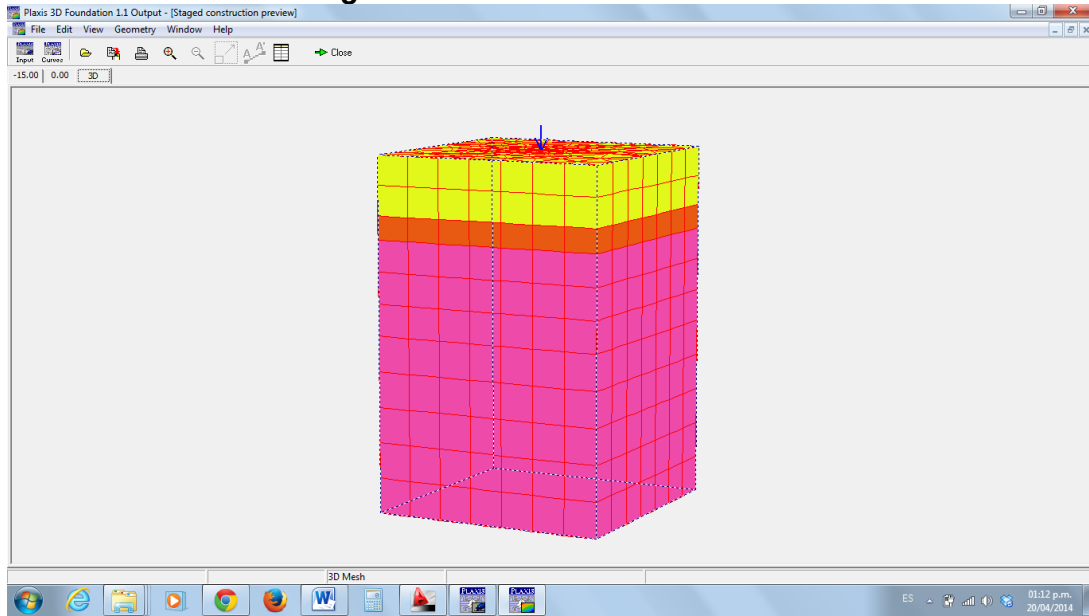 Plaxis 3D Foundation 1.1 Output - [Staged construction preview]
File Edit View Geometry Window Help
Input Curves
A A'
Close
-15.00 0.00 3D
3D Mesh
ES 01:12 p.m.
20/04/2014